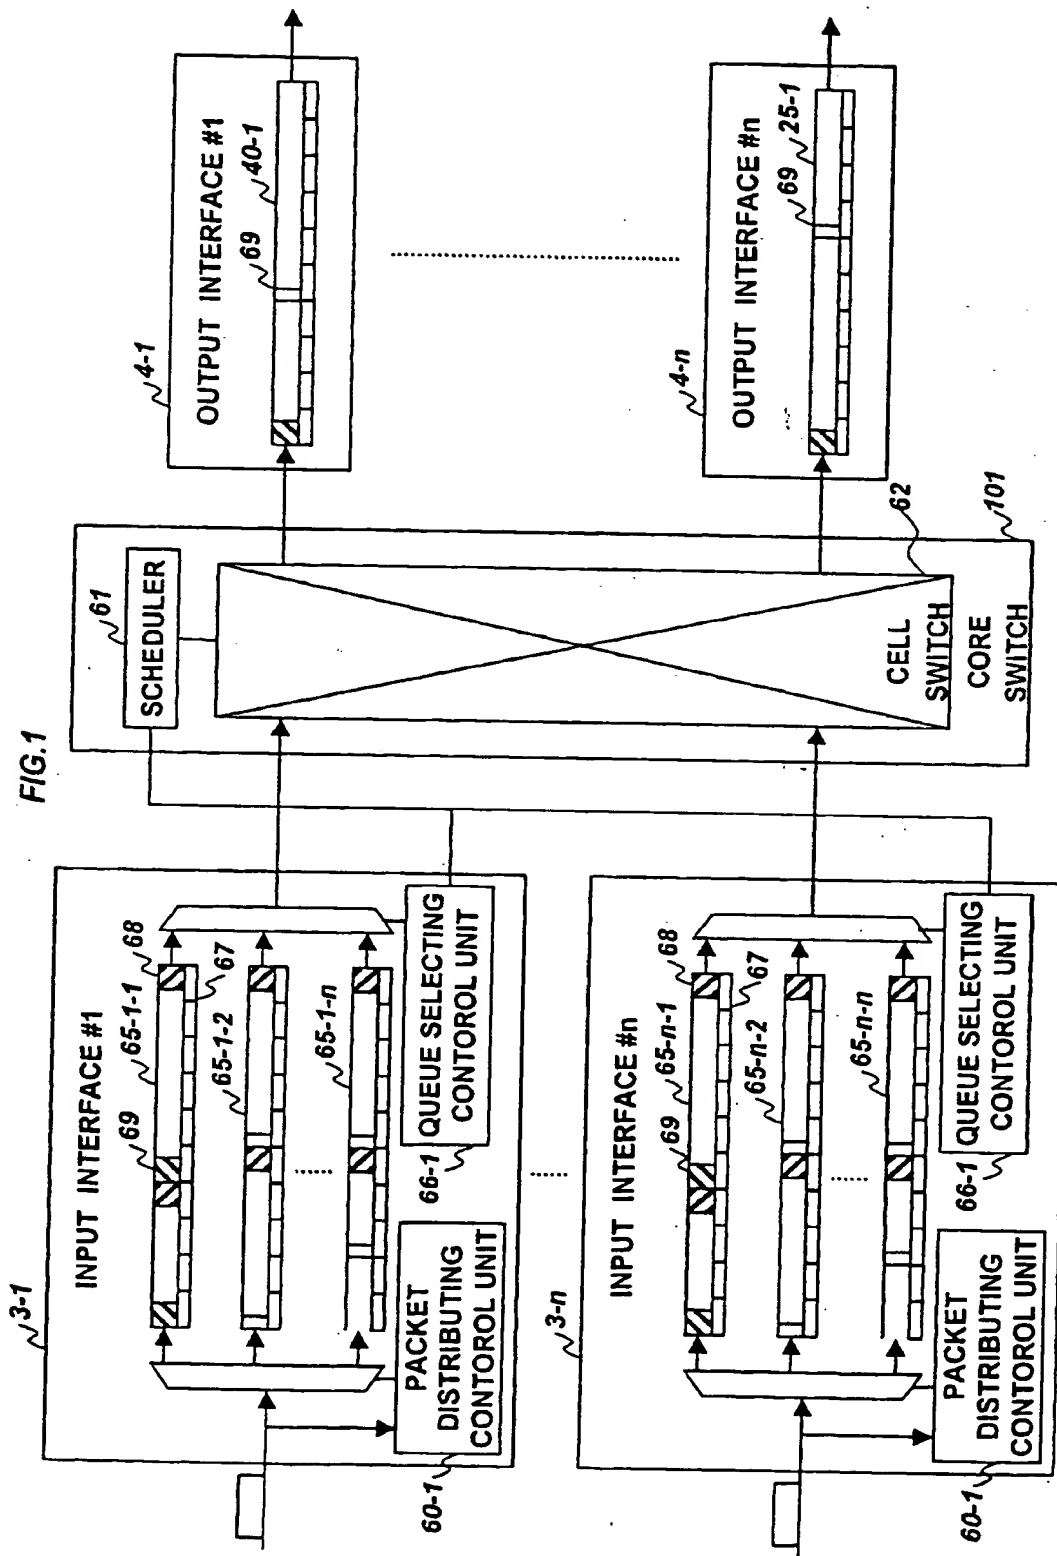 FIG.1
3-1
INPUT INTERFACE #1
69
65-1-1
68
65-1-2
67
65-1-n
60-1
PACKET
DISTRIBUTING
CONTOROL UNIT
66-1
QUEUE SELECTING
CONTOROL UNIT
3-n
INPUT INTERFACE #n
69
65-n-1
68
65-n-2
67
65-n-n
60-1
PACKET
DISTRIBUTING
CONTOROL UNIT
66-1
QUEUE SELECTING
CONTOROL UNIT
61
SCHEDULER
62
CELL
SWITCH
CORE
SWITCH
101
4-1
OUTPUT INTERFACE #1
69
40-1
4-n
OUTPUT INTERFACE #n
69
25-1